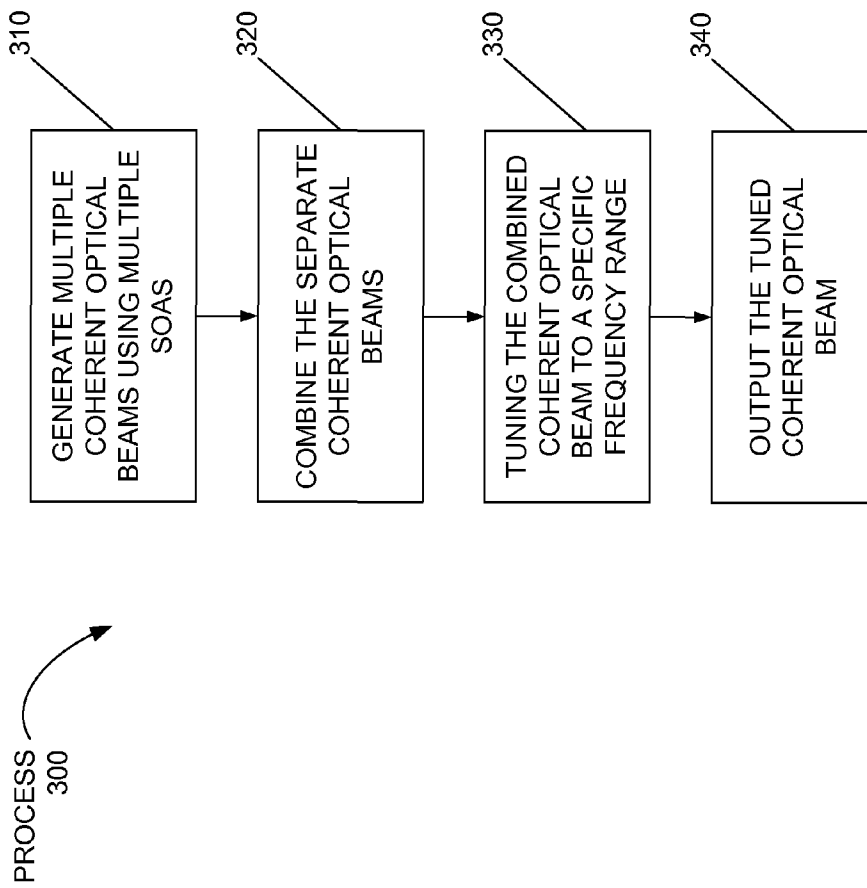 PROCESS
300
310
GENERATE MULTIPLE
COHERENT OPTICAL
BEAMS USING MULTIPLE
SOAS
320
COMBINE THE SEPARATE
COHERENT OPTICAL
BEAMS
330
TUNING THE COMBINED
COHERENT OPTICAL
BEAM TO A SPECIFIC
FREQUENCY RANGE
340
OUTPUT THE TUNED
COHERENT OPTICAL
BEAM